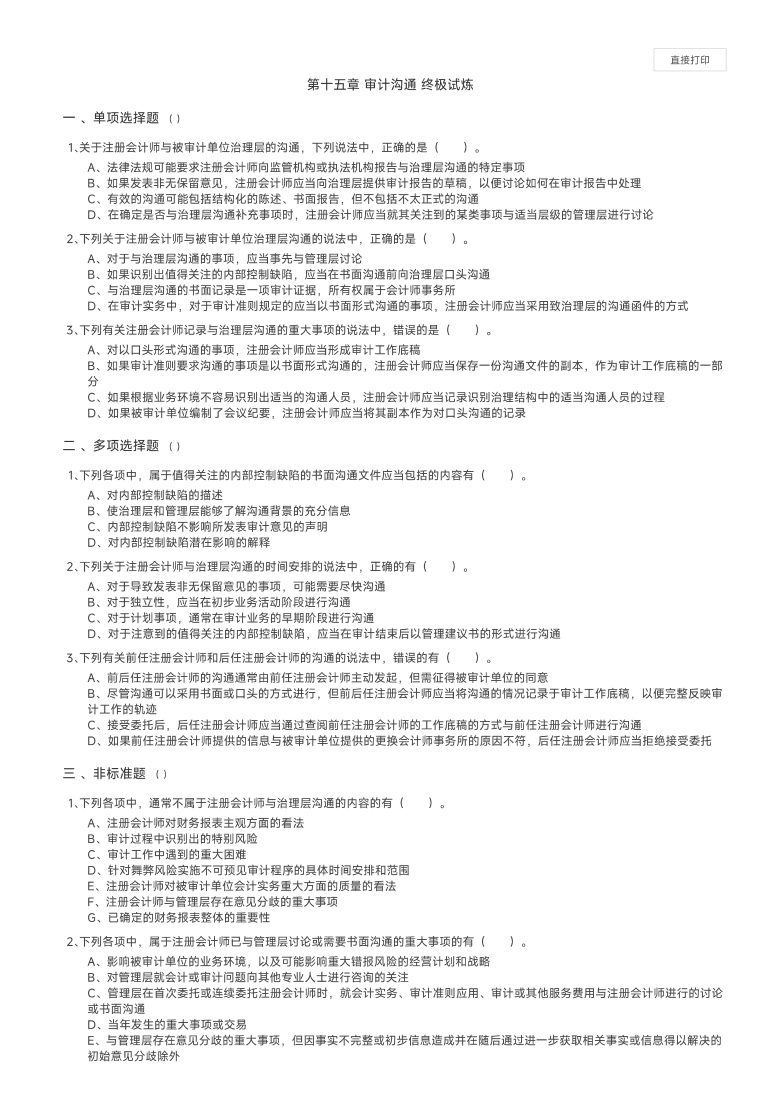 直接打印
第十五章 审计沟通 终极试炼
一 、单项选择题 （ ）
1、关于注册会计师与被审计单位治理层的沟通，下列说法中，正确的是（　　）。
A、法律法规可能要求注册会计师向监管机构或执法机构报告与治理层沟通的特定事项
B、如果发表非无保留意见，注册会计师应当向治理层提供审计报告的草稿，以便讨论如何在审计报告中处理
C、有效的沟通可能包括结构化的陈述、书面报告，但不包括不太正式的沟通
D、在确定是否与治理层沟通补充事项时，注册会计师应当就其关注到的某类事项与适当层级的管理层进行讨论
2、下列关于注册会计师与被审计单位治理层沟通的说法中，正确的是（　　）。
A、对于与治理层沟通的事项，应当事先与管理层讨论
B、如果识别出值得关注的内部控制缺陷，应当在书面沟通前向治理层口头沟通
C、与治理层沟通的书面记录是一项审计证据，所有权属于会计师事务所
D、在审计实务中，对于审计准则规定的应当以书面形式沟通的事项，注册会计师应当采用致治理层的沟通函件的方式
3、下列有关注册会计师记录与治理层沟通的重大事项的说法中，错误的是（　　）。
A、对以口头形式沟通的事项，注册会计师应当形成审计工作底稿
B、如果审计准则要求沟通的事项是以书面形式沟通的，注册会计师应当保存一份沟通文件的副本，作为审计工作底稿的一部
分
C、如果根据业务环境不容易识别出适当的沟通人员，注册会计师应当记录识别治理结构中的适当沟通人员的过程
D、如果被审计单位编制了会议纪要，注册会计师应当将其副本作为对口头沟通的记录
二 、多项选择题 （ ）
1、下列各项中，属于值得关注的内部控制缺陷的书面沟通文件应当包括的内容有（　　）。
A、对内部控制缺陷的描述
B、使治理层和管理层能够了解沟通背景的充分信息
C、内部控制缺陷不影响所发表审计意见的声明
D、对内部控制缺陷潜在影响的解释
2、下列关于注册会计师与治理层沟通的时间安排的说法中，正确的有（　　）。
A、对于导致发表非无保留意见的事项，可能需要尽快沟通
B、对于独立性，应当在初步业务活动阶段进行沟通
C、对于计划事项，通常在审计业务的早期阶段进行沟通
D、对于注意到的值得关注的内部控制缺陷，应当在审计结束后以管理建议书的形式进行沟通
3、下列有关前任注册会计师和后任注册会计师的沟通的说法中，错误的有（　　）。
A、前后任注册会计师的沟通通常由前任注册会计师主动发起，但需征得被审计单位的同意
B、尽管沟通可以采用书面或口头的方式进行，但前后任注册会计师应当将沟通的情况记录于审计工作底稿，以便完整反映审
计工作的轨迹
C、接受委托后，后任注册会计师应当通过查阅前任注册会计师的工作底稿的方式与前任注册会计师进行沟通
D、如果前任注册会计师提供的信息与被审计单位提供的更换会计师事务所的原因不符，后任注册会计师应当拒绝接受委托
三 、非标准题 （ ）
1、下列各项中，通常不属于注册会计师与治理层沟通的内容的有（　　）。
A、注册会计师对财务报表主观方面的看法
B、审计过程中识别出的特别风险
C、审计工作中遇到的重大困难
D、针对舞弊风险实施不可预见审计程序的具体时间安排和范围
E、注册会计师对被审计单位会计实务重大方面的质量的看法
F、注册会计师与管理层存在意见分歧的重大事项
G、已确定的财务报表整体的重要性
2、下列各项中，属于注册会计师已与管理层讨论或需要书面沟通的重大事项的有（　　）。
A、影响被审计单位的业务环境，以及可能影响重大错报风险的经营计划和战略
B、对管理层就会计或审计问题向其他专业人士进行咨询的关注
C、管理层在首次委托或连续委托注册会计师时，就会计实务、审计准则应用、审计或其他服务费用与注册会计师进行的讨论
或书面沟通
D、当年发生的重大事项或交易
E、与管理层存在意见分歧的重大事项，但因事实不完整或初步信息造成并在随后通过进一步获取相关事实或信息得以解决的
初始意见分歧除外